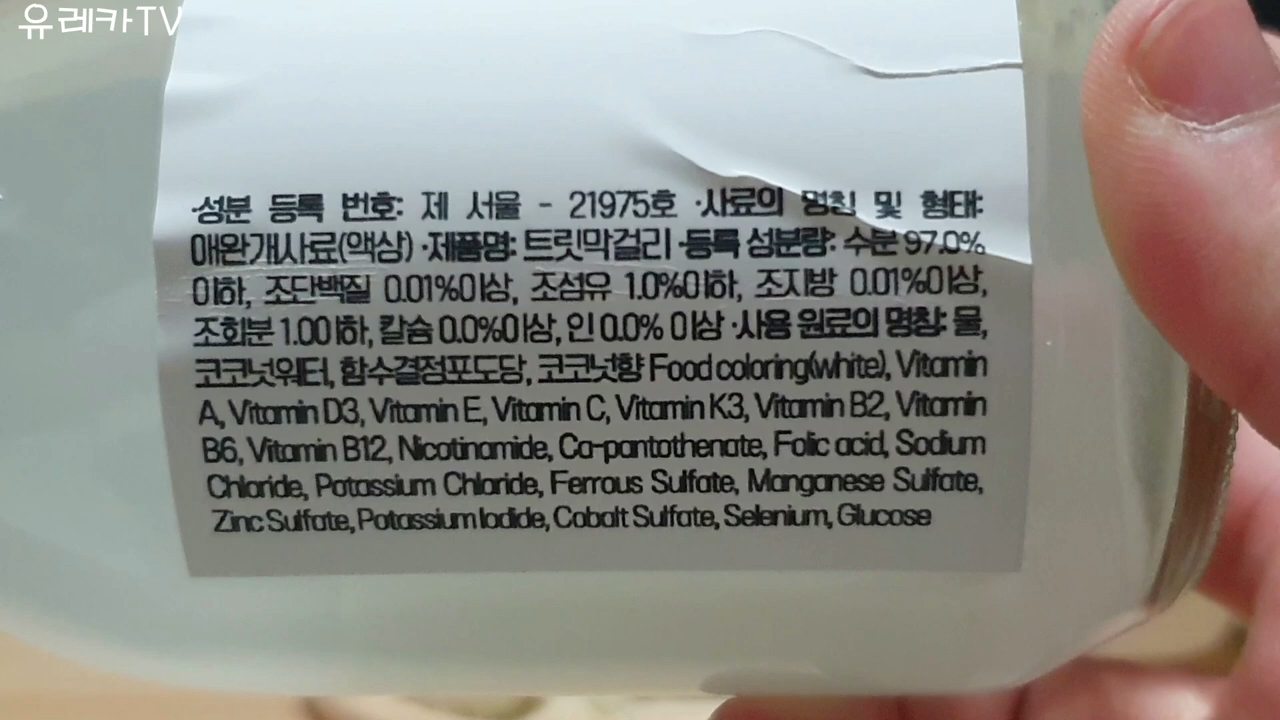 유레카TV
·성분 등록 번호: 제 서울 - 21975호 ·사료의 명칭 및 형태:
애완개사료(액상) ·제품명: 트릿막걸리 ·등록 성분량: 수분 97.0%
이하, 조단백질 0.01%이상, 조섬유 1.0%이하, 조지방 0.01%이상,
조회분 1.00이하, 칼슘 0.0%이상, 인 0.0% 이상 ·사용 원료의 명칭: 물,
코코넛워터, 함수결정포도당, 코코넛향 Food coloring(white), Vitamin
A, Vitamin D3, Vitamin E, Vitamin C, Vitamin K3, Vitamin B2, Vitamin
B6, Vitamin B12, Nicotinamide, Ca-pantothenate, Folic acid, Sodium
Chloride, Potassium Chloride, Ferrous Sulfate, Manganese Sulfate,
Zinc Sulfate, Potassium Iodide, Cobalt Sulfate, Selenium, Glucose